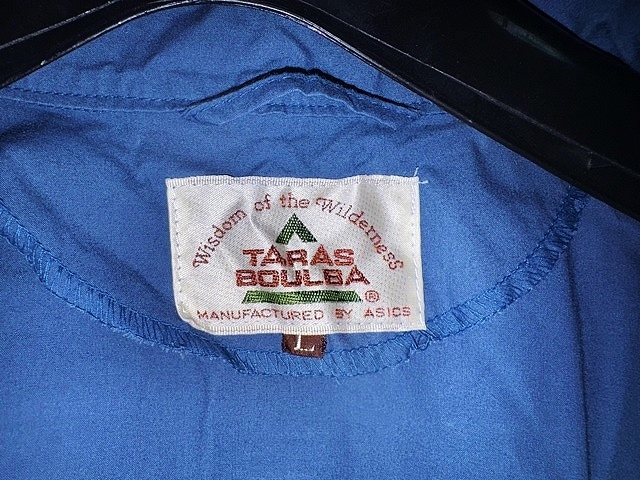 Wisdom of the Wilderness
TARAS
BOULBA
®
MANUFACTURED BY ASICS
L